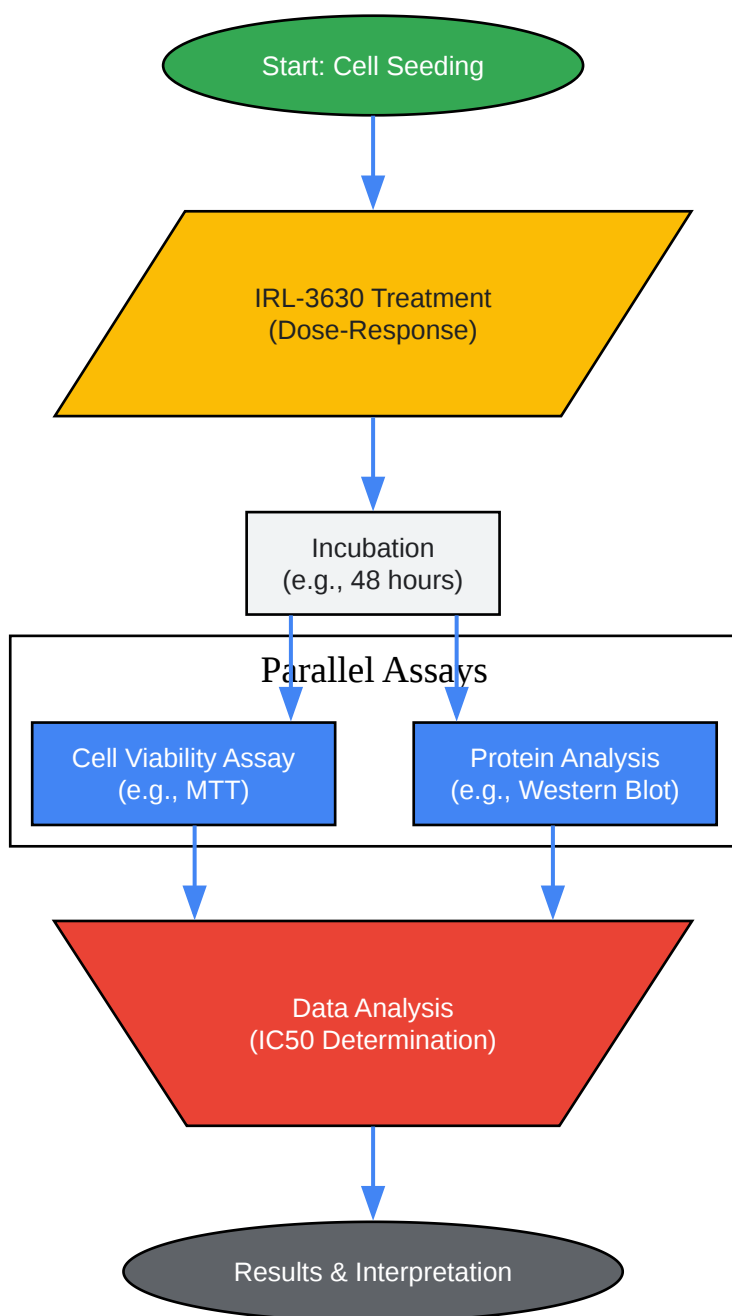 Start: Cell Seeding
IRL-3630 Treatment
(Dose-Response)
Incubation
(e.g., 48 hours)
Parallel Assays
Cell Viability Assay
(e.g., MTT)
Protein Analysis
(e.g., Western Blot)
Data Analysis
(IC50 Determination)
Results & Interpretation